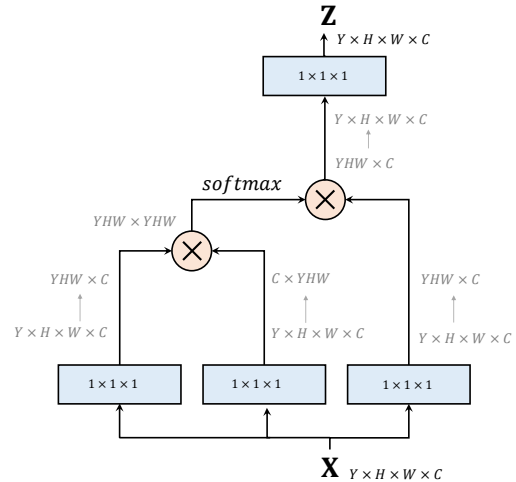 Z
Y × H × W × C
1 × 1 × 1
Y × H × W × C
YHW × C
softmax
YHW × YHW
YHW × C
C × YHW
YHW × C
Y × H × W × C
Y × H × W × C
Y × H × W × C
1 × 1 × 1
1 × 1 × 1
1 × 1 × 1
X Y × H × W × C